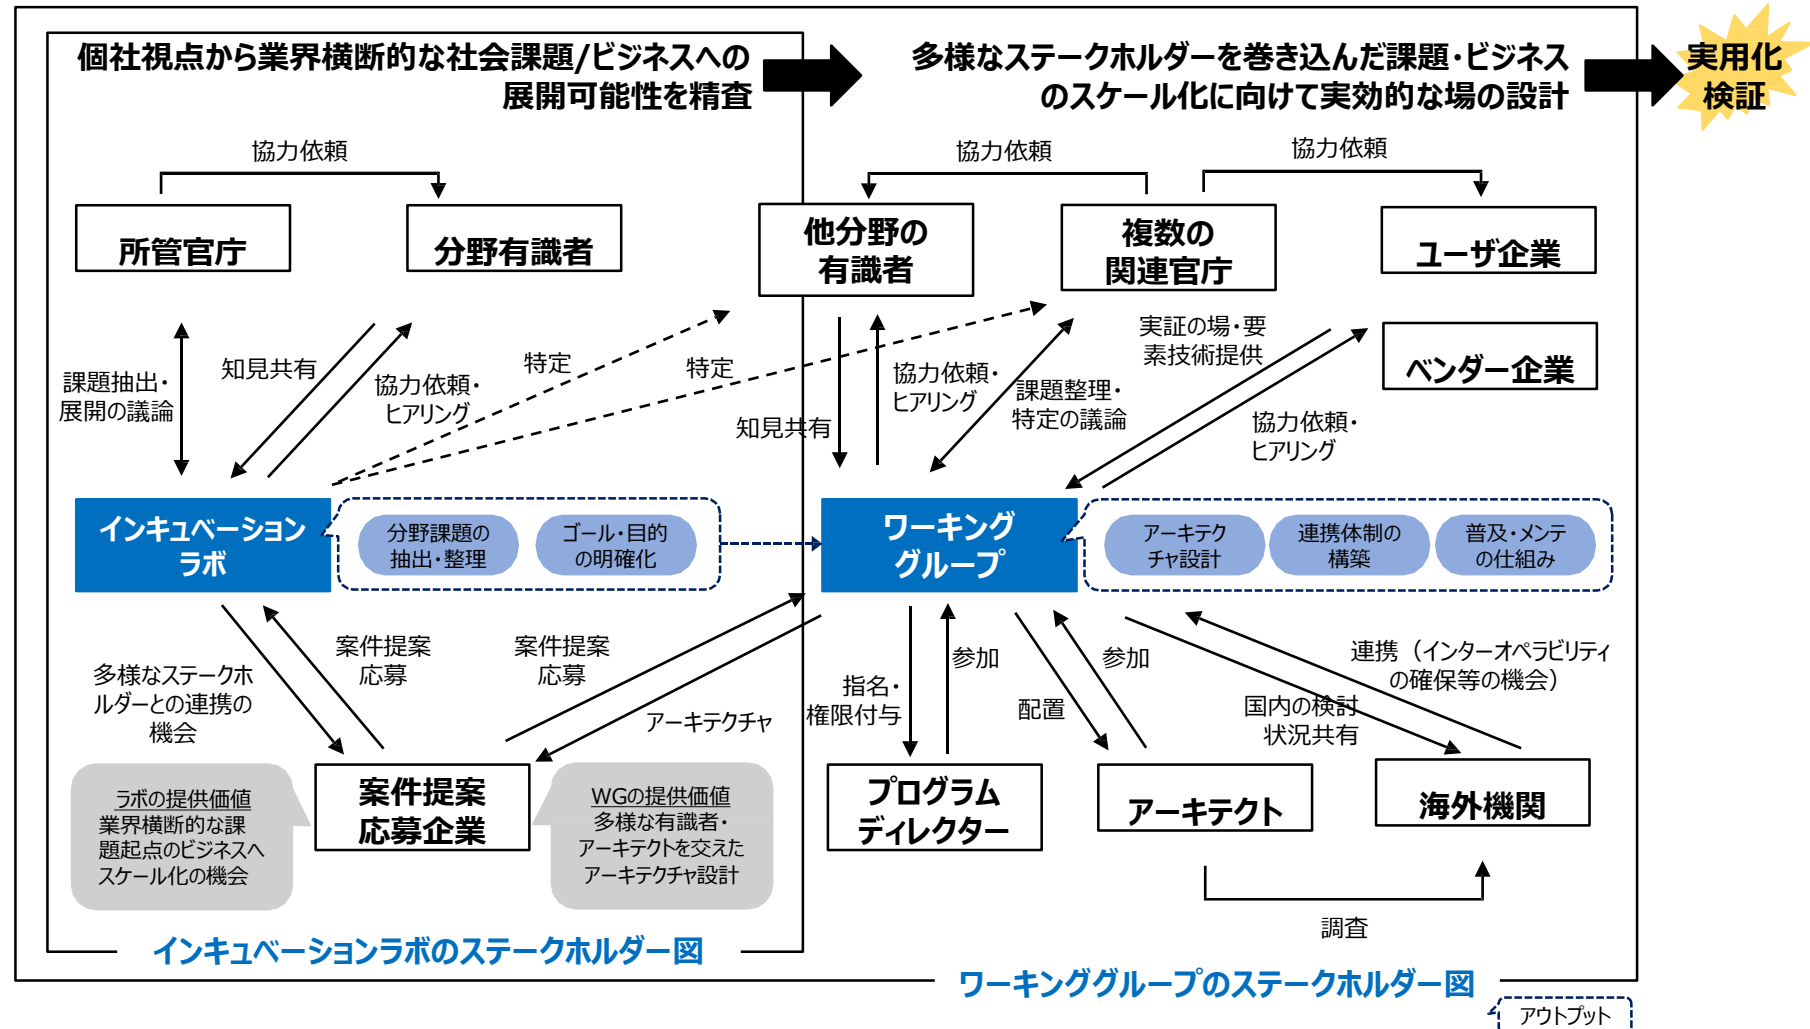 個社視点から業界横断的な社会課題/ビジネスへの
展開可能性を精査
多様なステークホルダーを巻き込んだ課題・ビジネス
のスケール化に向けて実効的な場の設計
実用化
検証
協力依頼
協力依頼
協力依頼
所管官庁
分野有識者
他分野の
有識者
複数の
関連官庁
ユーザ企業
ベンダー企業
課題抽出・
展開の議論
知見共有
協力依頼・
ヒアリング
特定
特定
知見共有
協力依頼・
ヒアリング
課題整理・
特定の議論
実証の場・要
素技術提供
協力依頼・
ヒアリング
インキュベーション
ラボ
分野課題の
抽出・整理
ゴール・目的
の明確化
ワーキング
グループ
アーキテク
チャ設計
連携体制の
構築
普及・メンテ
の仕組み
多様なステークホ
ルダーとの連携の
機会
案件提案
応募
案件提案
応募
アーキテクチャ
指名・
権限付与
参加
配置
参加
連携（インターオペラビリティ
の確保等の機会）
国内の検討
状況共有
ラボの提供価値
業界横断的な課
題起点のビジネスへ
スケール化の機会
案件提案
応募企業
WGの提供価値
多様な有識者・
アーキテクトを交えた
アーキテクチャ設計
プログラム
ディレクター
アーキテクト
海外機関
調査
インキュベーションラボのステークホルダー図
ワーキンググループのステークホルダー図
アウトプット